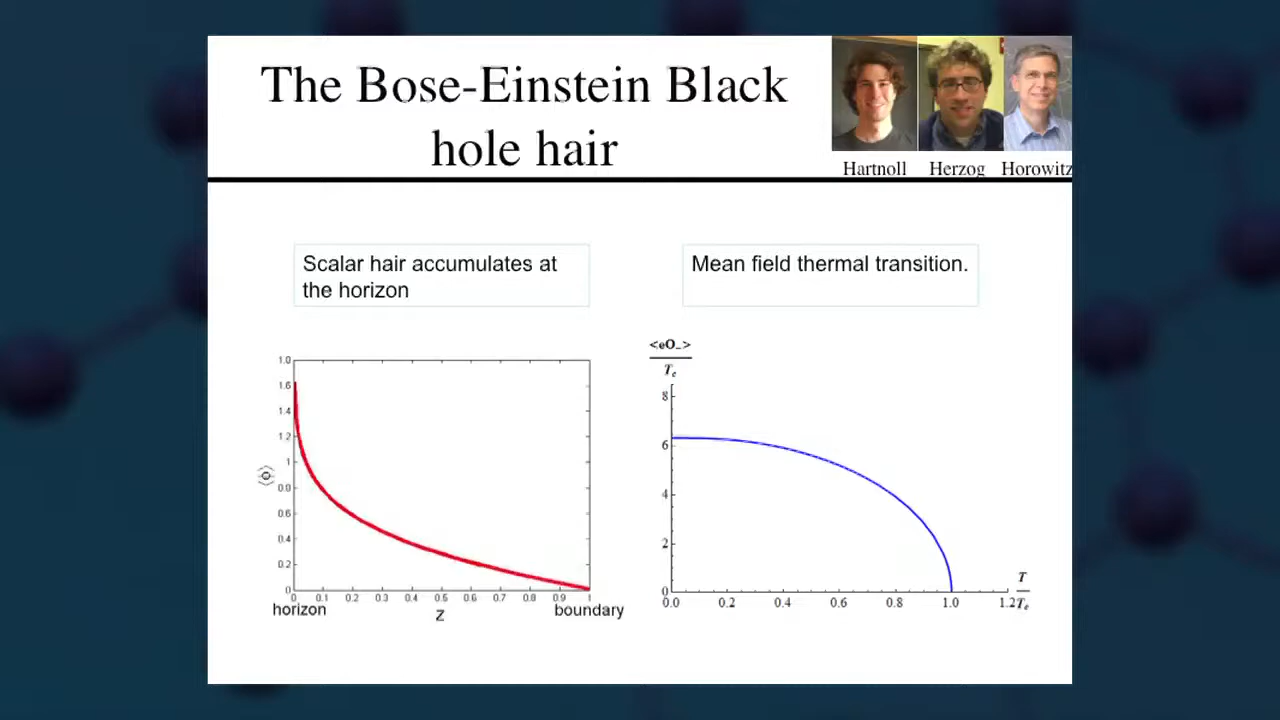 The Bose-Einstein Black
hole hair
Hartnoll Herzog Horowitz
Scalar hair accumulates at
the horizon
Mean field thermal transition.
1.0
1.6
1.4
1.2
1
0.0
0.6
0.4
0.2
0
0 0.1 0.2 0.3 0.4 0.5 0.6 0.7 0.8 0.9 1
horizon
z
boundary
<eO_>
T_c
8
6
4
2
0
0.0 0.2 0.4 0.6 0.8 1.0 1.2
T
T_c